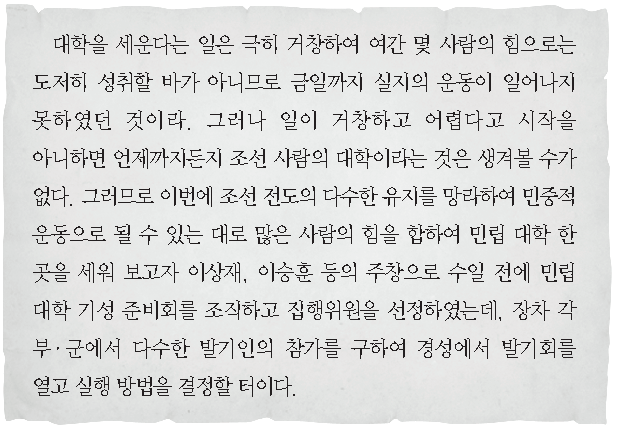 대학을 세운다는 일은 극히 거창하여 여간 몇 사람의 힘으로는
도저히 성취할 바가 아니므로 금일까지 실지의 운동이 일어나지
못하였던 것이라. 그러나 일이 거창하고 어렵다고 시작을
아니하면 언제까지든지 조선 사람의 대학이라는 것은 생겨볼 수가
없다. 그러므로 이번에 조선 전도의 다수한 유지를 망라하여 민중적
운동으로 될 수 있는 대로 많은 사람의 힘을 합하여 민립 대학 한
곳을 세워 보고자 이상재, 이승훈 등의 주창으로 수일 전에 민립
대학 기성 준비회를 조직하고 집행위원을 선정하였는데, 장차 각
부·군에서 다수한 발기인의 참가를 구하여 경성에서 발기회를
열고 실행 방법을 결정할 터이다.